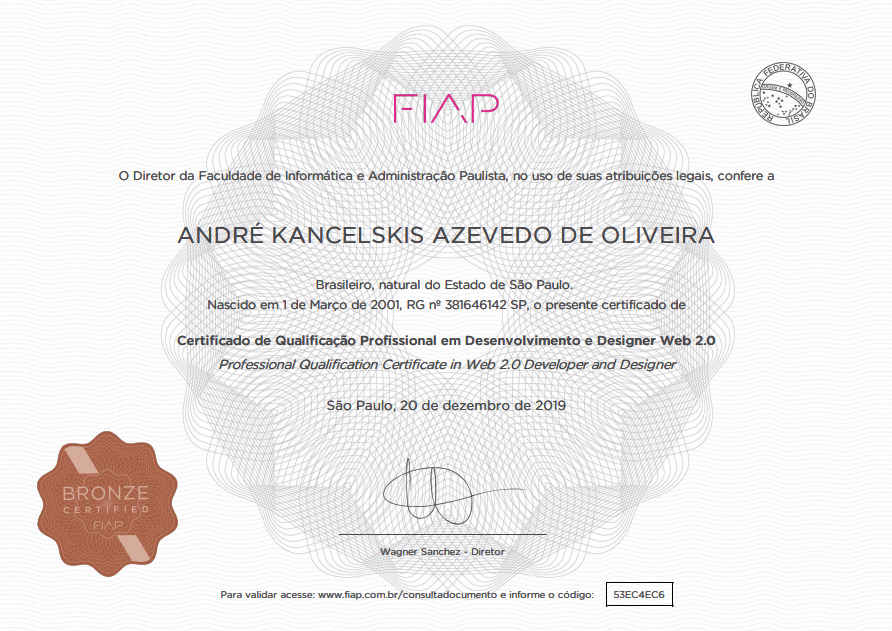 FIAP
REPÚBLICA FEDERATIVA DO BRASIL
O Diretor da Faculdade de Informática e Administração Paulista, no uso de suas atribuições legais, confere a
ANDRÉ KANCELSKIS AZEVEDO DE OLIVEIRA
Brasileiro, natural do Estado de São Paulo.
Nascido em 1 de Março de 2001, RG nº 381646142 SP, o presente certificado de
Certificado de Qualificação Profissional em Desenvolvimento e Designer Web 2.0
Professional Qualification Certificate in Web 2.0 Developer and Designer
São Paulo, 20 de dezembro de 2019
BRONZE
CERTIFIED
FIAP
Wagner Sanchez - Diretor
Para validar acesse: www.fiap.com.br/consultadocumento e informe o código: 53EC4EC6